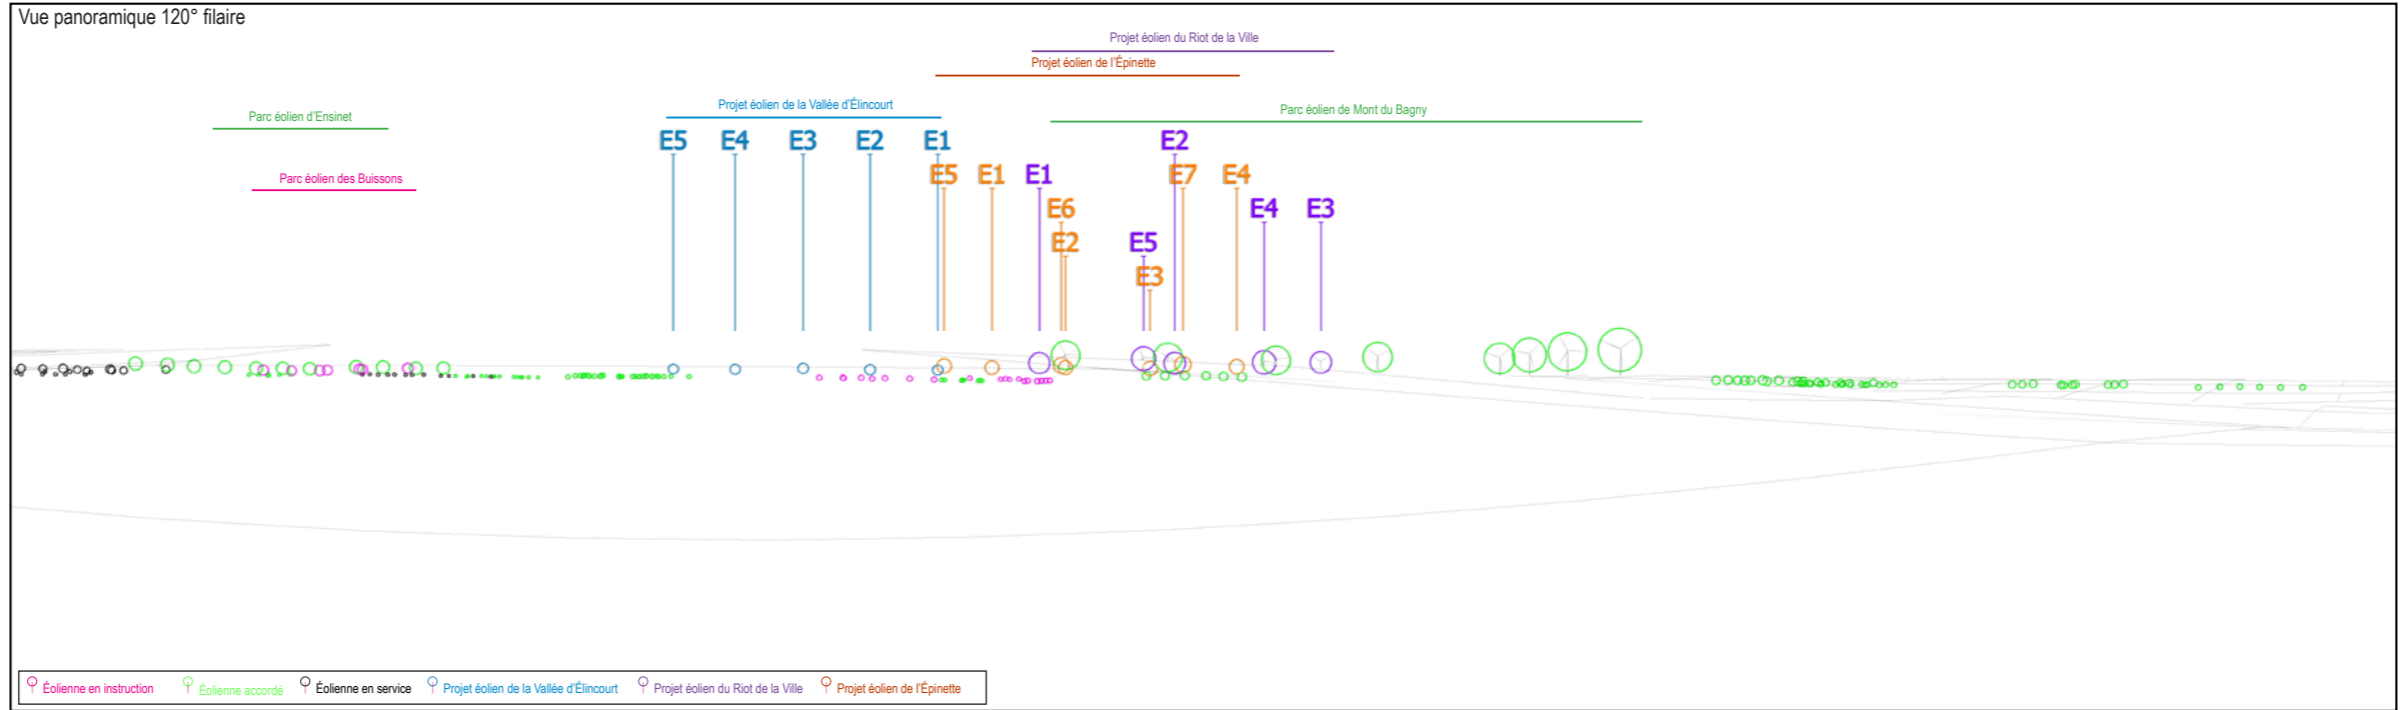 Vue panoramique 120° filaire
Projet éolien du Riot de la Ville
Projet éolien de l'Épinette
Projet éolien de la Vallée d'Élincourt
Parc éolien de Mont du Bagny
Parc éolien d'Ensinet
Parc éolien des Buissons
E5 E4 E3 E2 E1 E2
E5 E1 E1 E7 E4
E6 E4 E3
E2 E5
E3
Éolienne en instruction Éolienne accordé Éolienne en service Projet éolien de la Vallée d'Élincourt Projet éolien du Riot de la Ville Projet éolien de l'Épinette